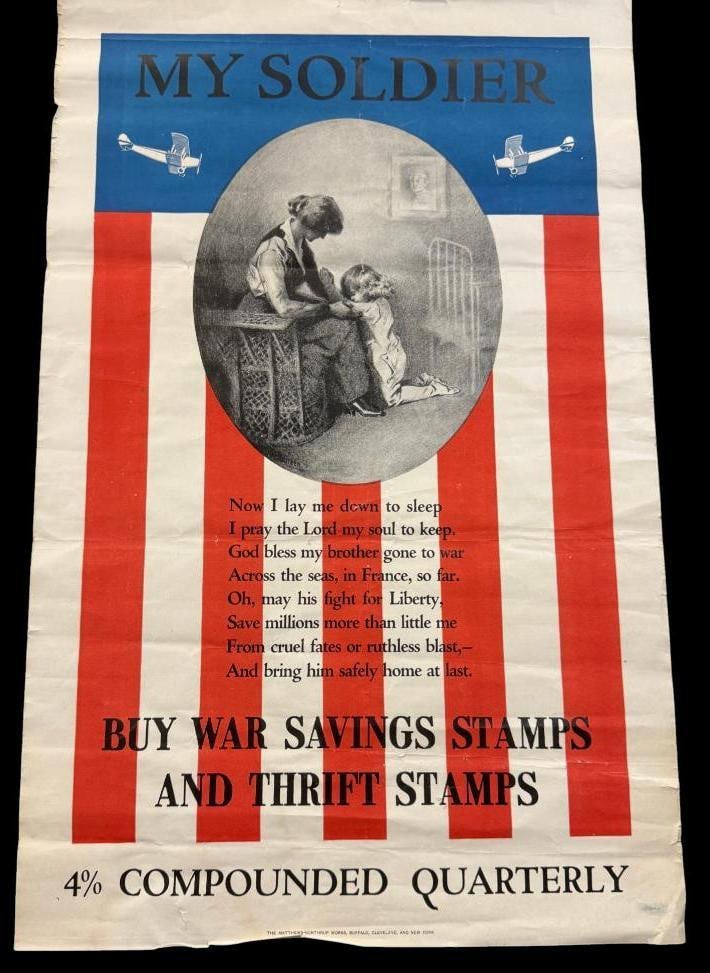 MY SOLDIER
Now I lay me down to sleep
I pray the Lord my soul to keep.
God bless my brother gone to war
Across the seas, in France, so far.
Oh, may his fight for Liberty,
Save millions more than little me
From cruel fates or ruthless blast,—
And bring him safely home at last.
BUY WAR SAVINGS STAMPS
AND THRIFT STAMPS
4% COMPOUNDED QUARTERLY
THE MATTHEWS-NORTHRUP WORKS, BUFFALO, CLEVELAND, AND NEW YORK